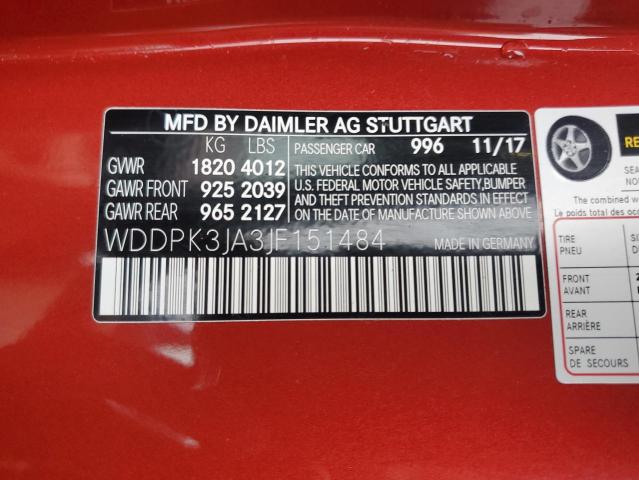 MFD BY DAIMLER AG STUTTGART
KG LBS
PASSENGER CAR 996 11/17
GVWR 1820 4012
GAWR FRONT 925 2039
GAWR REAR 965 2127
THIS VEHICLE CONFORMS TO ALL APPLICABLE
U.S. FEDERAL MOTOR VEHICLE SAFETY,BUMPER
AND THEFT PREVENTION STANDARDS IN EFFECT
ON THE DATE OF MANUFACTURE SHOWN ABOVE.
WDDPK3JA3JF151484 MADE IN GERMANY
SEA
NO
The combined w
Le poids total des oc
TIRE
PNEU
FRONT
AVANT
REAR
ARRIÈRE
SPARE
DE SECOURS